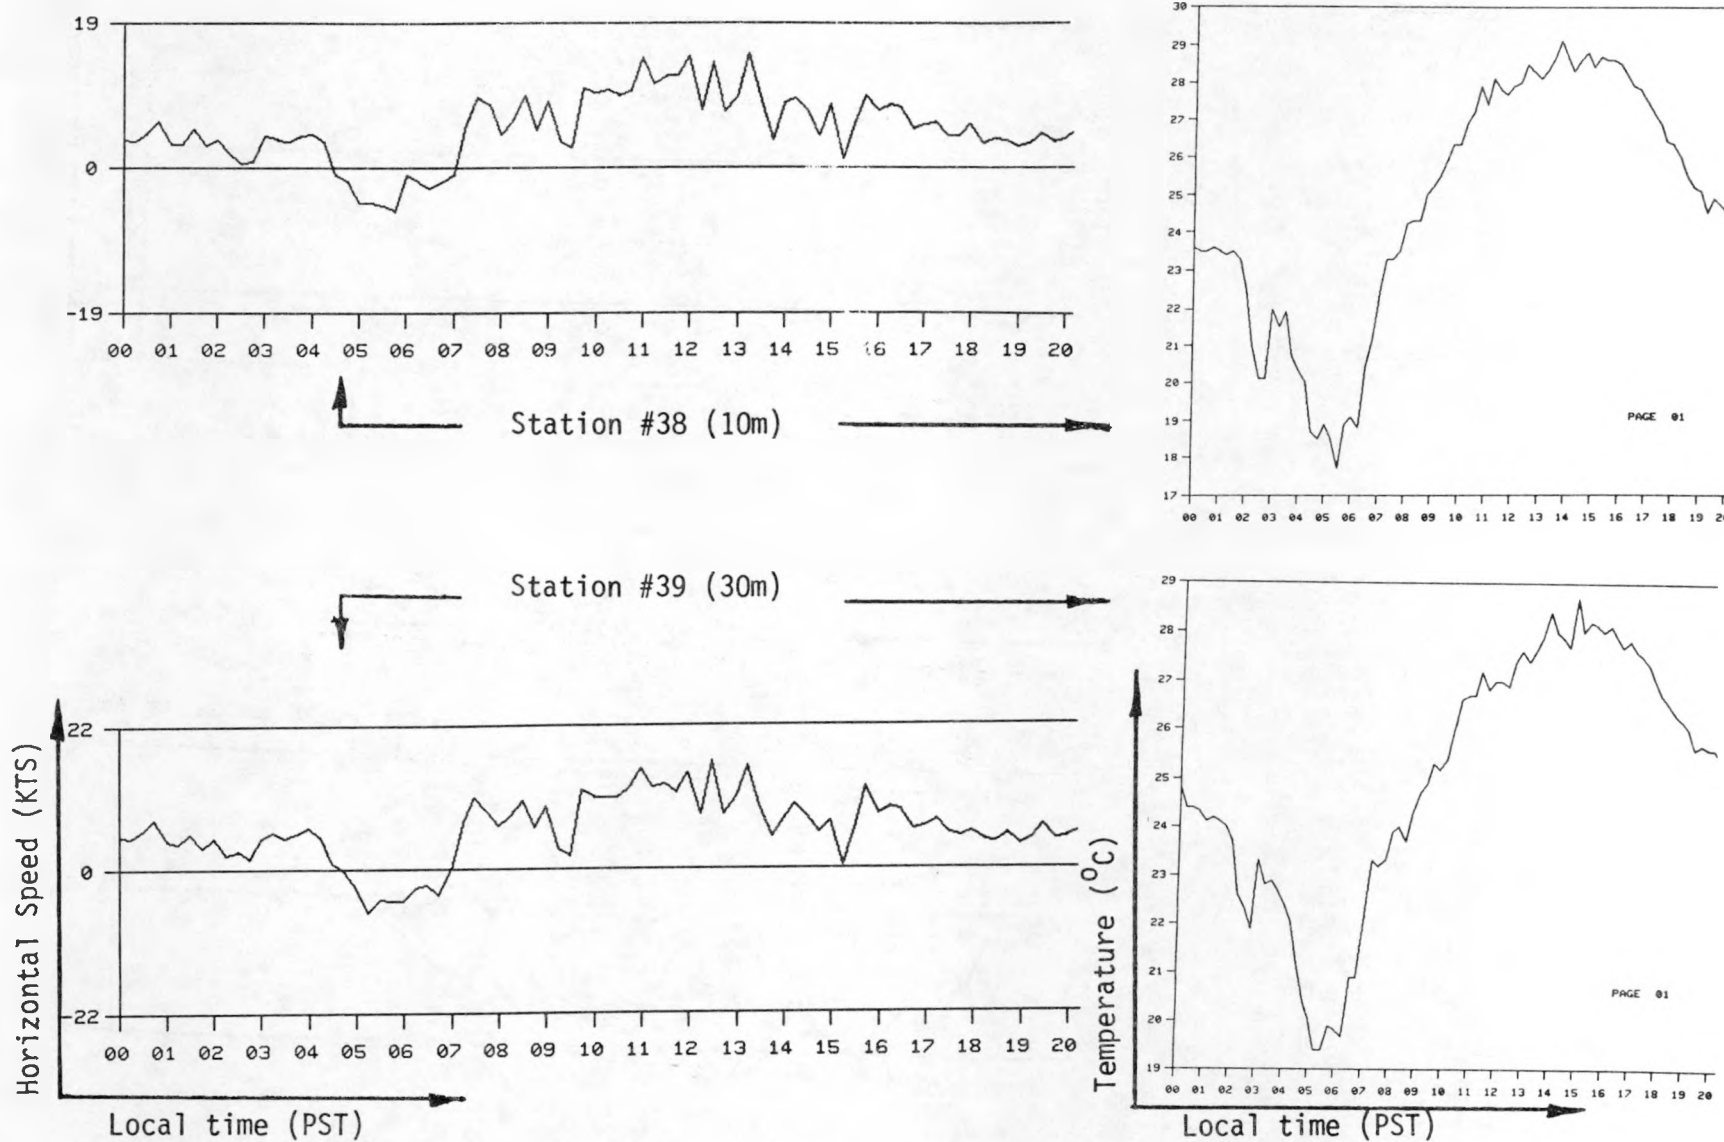 19
0
-19
00 01 02 03 04 05 06 07 08 09 10 11 12 13 14 15 16 17 18 19 20
30
29
28
27
26
25
24
23
22
21
20
19
18
17
PAGE 01
00 01 02 03 04 05 06 07 08 09 10 11 12 13 14 15 16 17 18 19 20
Station #38 (10m)
Station #39 (30m)
Horizontal Speed (KTS)
22
0
-22
00 01 02 03 04 05 06 07 08 09 10 11 12 13 14 15 16 17 18 19 20
Local time (PST)
Temperature (°C)
29
28
27
26
25
24
23
22
21
20
19
PAGE 01
00 01 02 03 04 05 06 07 08 09 10 11 12 13 14 15 16 17 18 19 20
Local time (PST)